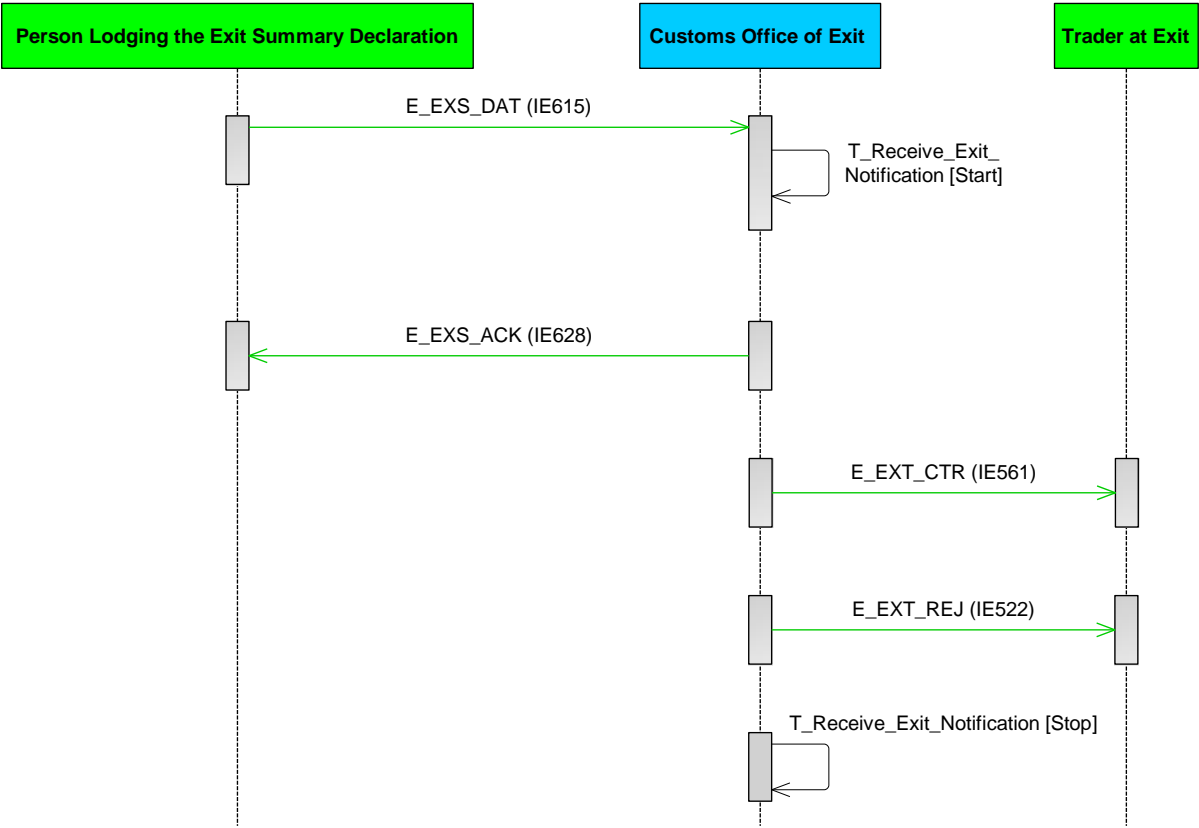 Person Lodging the Exit Summary Declaration
Customs Office of Exit
Trader at Exit
E_EXS_DAT (IE615)
T_Receive_Exit_
Notification [Start]
E_EXS_ACK (IE628)
E_EXT_CTR (IE561)
E_EXT_REJ (IE522)
T_Receive_Exit_Notification [Stop]